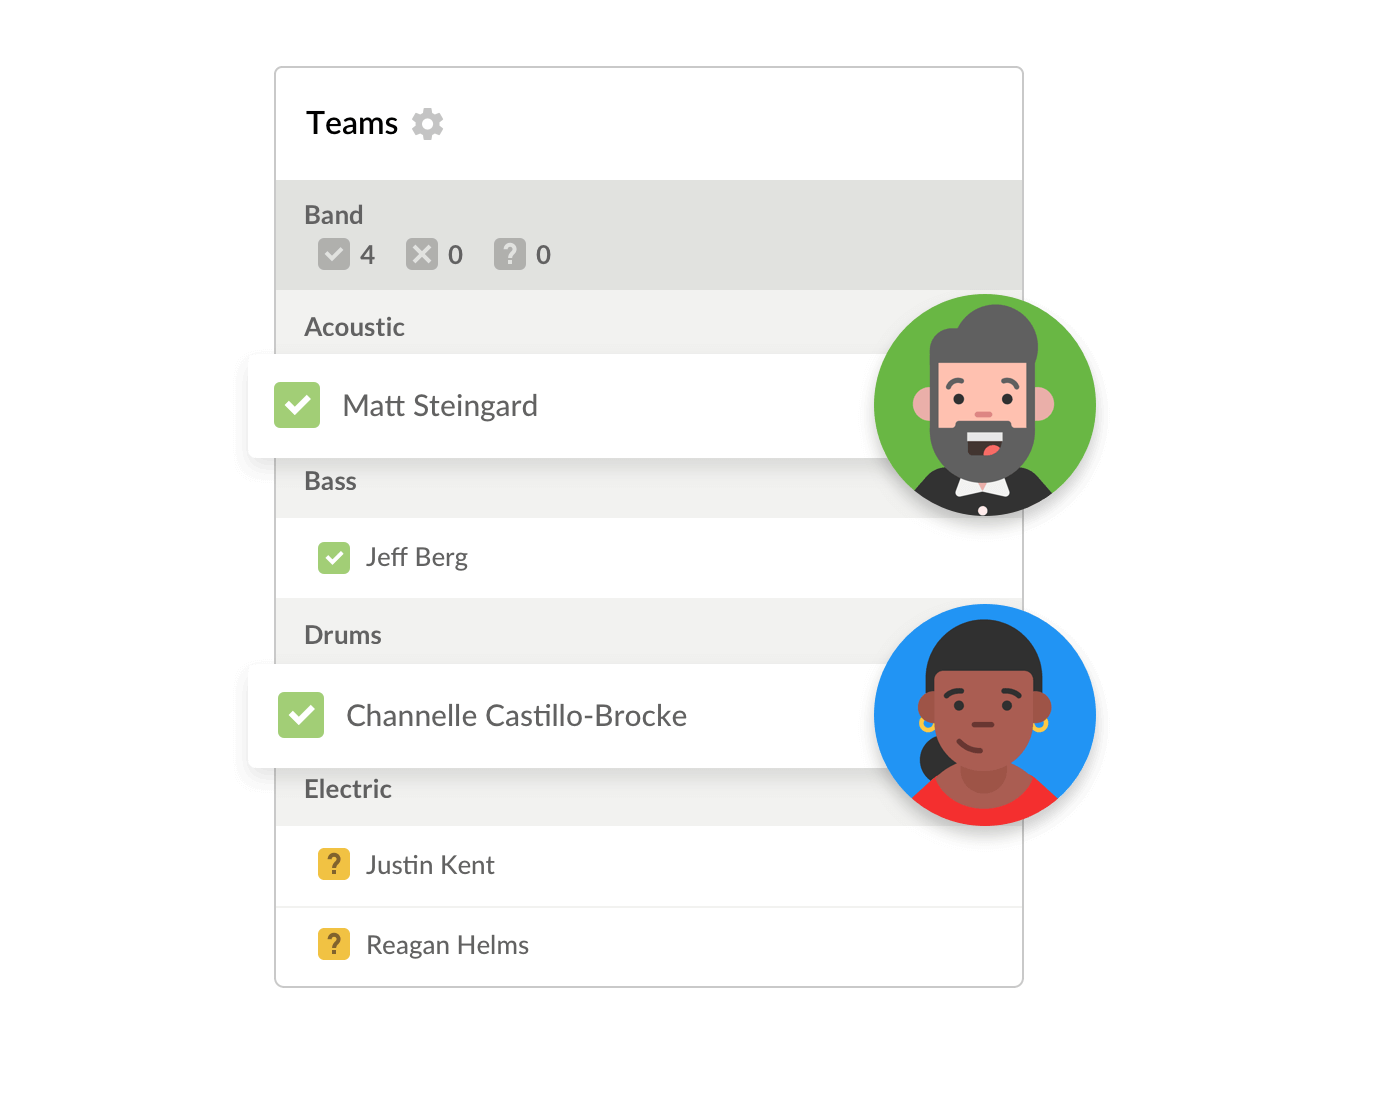 Teams
Band
4 0 ? 0
Acoustic
Matt Steingard
Bass
Jeff Berg
Drums
Channelle Castillo-Brocke
Electric
? Justin Kent
? Reagan Helms